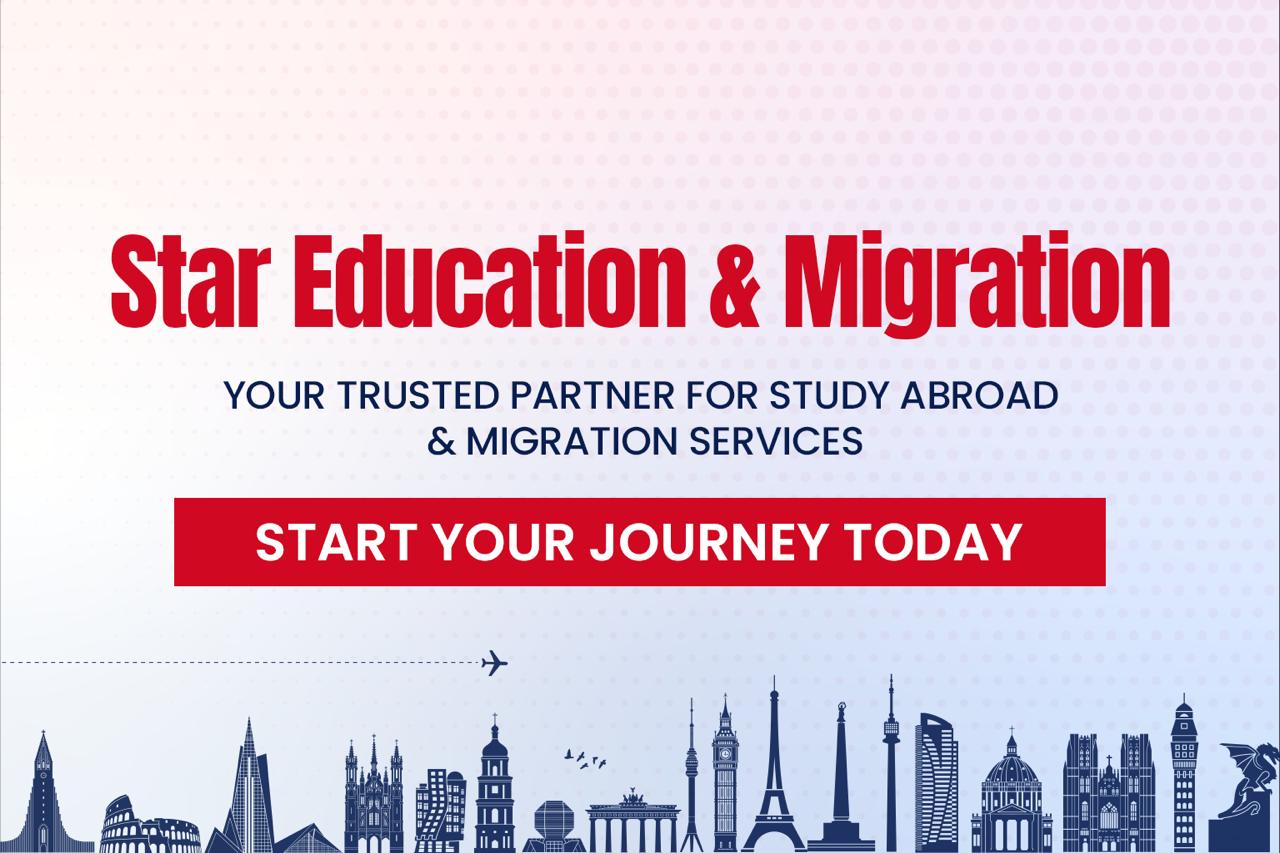 Star Education & Migration
YOUR TRUSTED PARTNER FOR STUDY ABROAD
& MIGRATION SERVICES
START YOUR JOURNEY TODAY